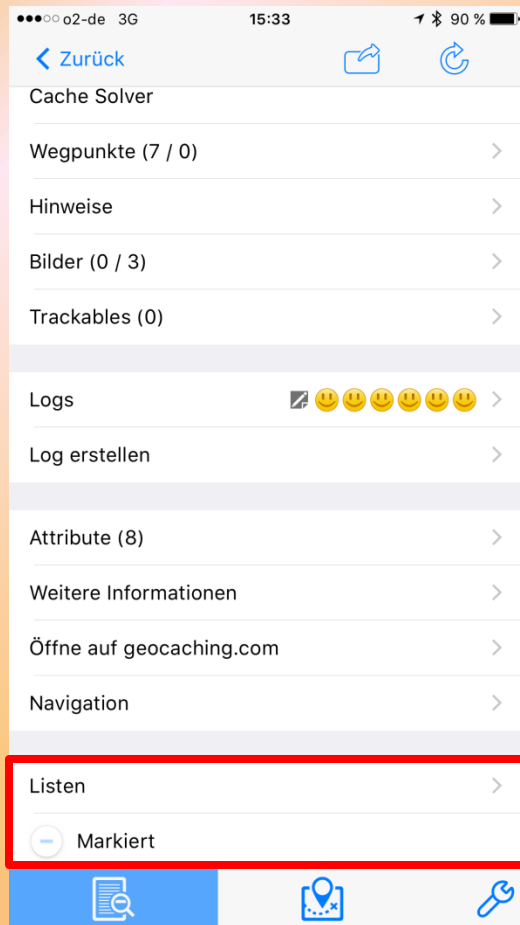 o2-de 3G 15:33 90 %
Zurück
Cache Solver
Wegpunkte (7 / 0)
Hinweise
Bilder (0 / 3)
Trackables (0)
Logs
Log erstellen
Attribute (8)
Weitere Informationen
Öffne auf geocaching.com
Navigation
Listen
Markiert